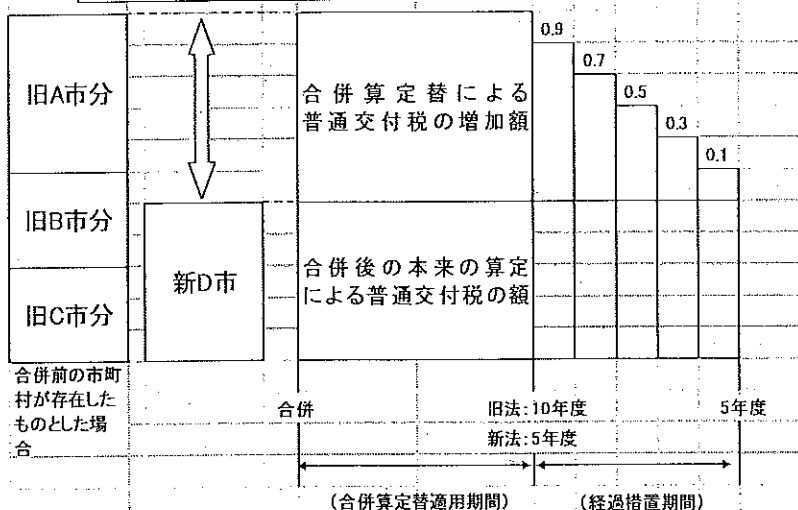 0.9
0.7
0.5
0.3
0.1
旧A市分
旧B市分
旧C市分
新D市
合併算定替による
普通交付税の増加額
合併後の本来の算定
による普通交付税の額
合併前の市町
村が存在した
ものとした場
合
合併
旧法:10年度
新法:5年度
5年度
(合併算定替適用期間)
(経過措置期間)